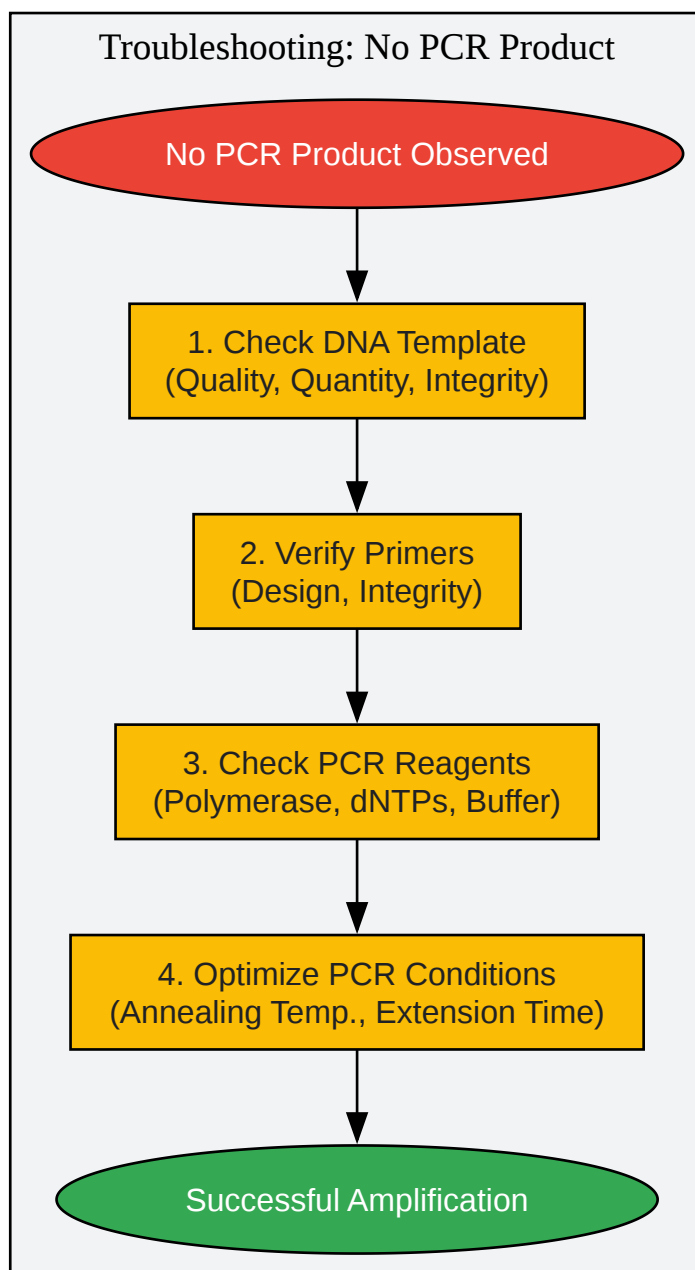 Troubleshooting: No PCR Product
No PCR Product Observed
1. Check DNA Template
(Quality, Quantity, Integrity)
2. Verify Primers
(Design, Integrity)
3. Check PCR Reagents
(Polymerase, dNTPs, Buffer)
4. Optimize PCR Conditions
(Annealing Temp., Extension Time)
Successful Amplification